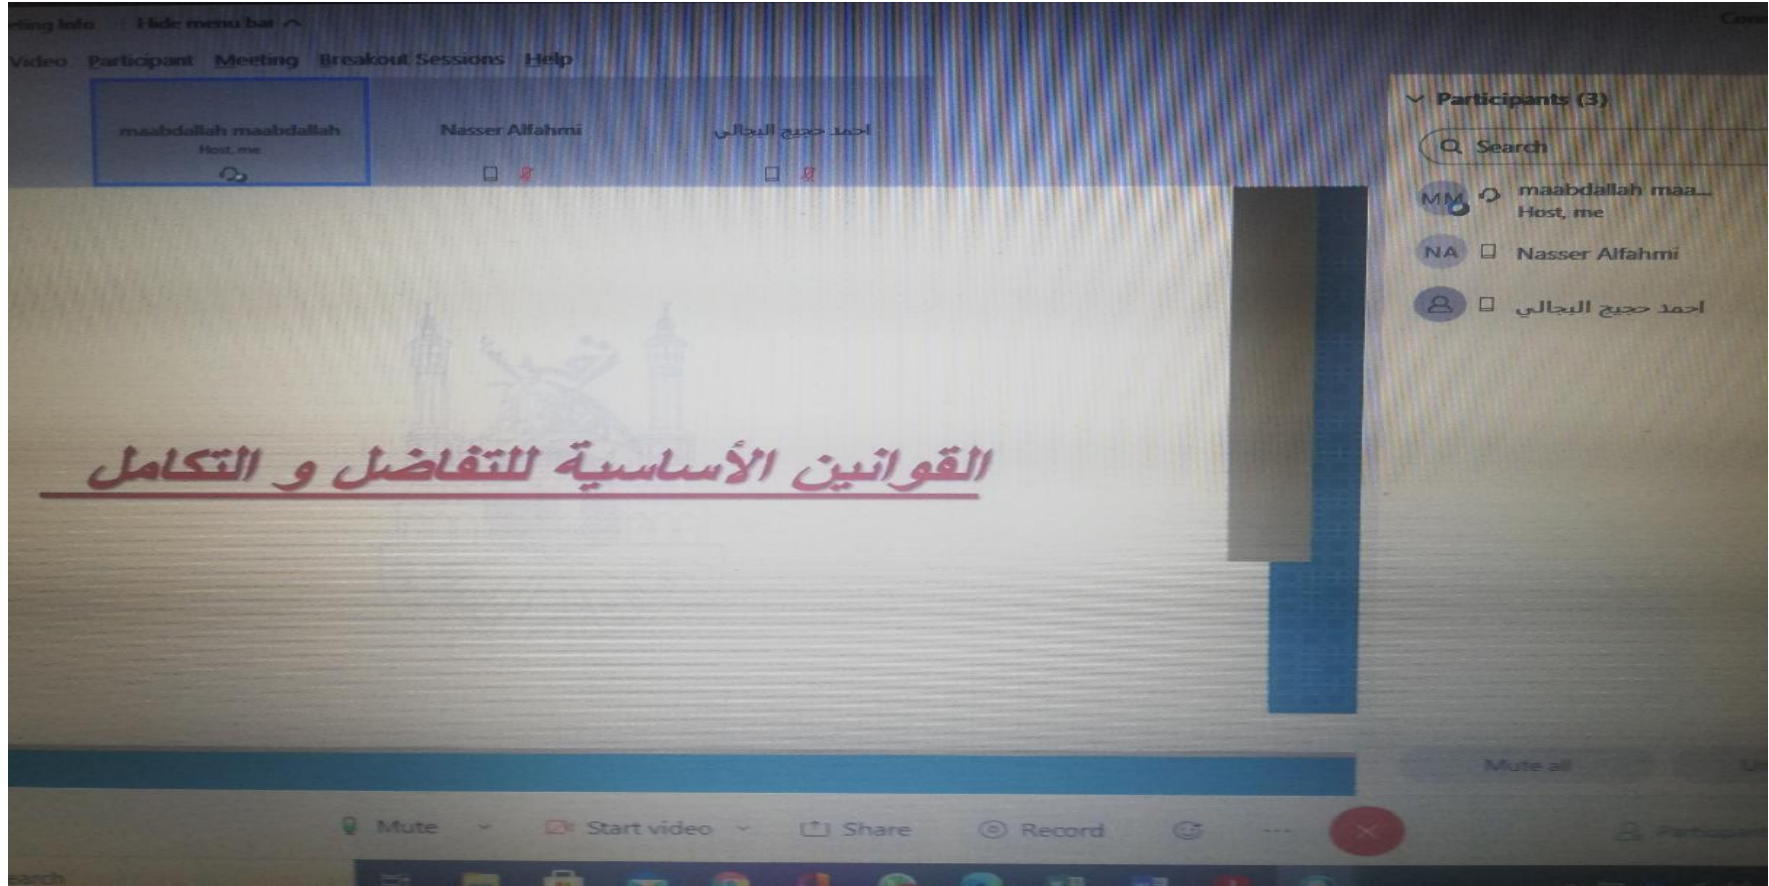 Hide menu bar
Video Participant Meeting Breakout Sessions Help
maabdallah maabdallah
Host, me
Nasser Alfahmi
احمد حجيج البجالي
Participants (3)
Search
MM maabdallah maa...
Host, me
NA Nasser Alfahmi
احمد حجيج البجالي
القوانين الأساسية للتفاضل و التكامل
Mute all
Mute Start video Share Record